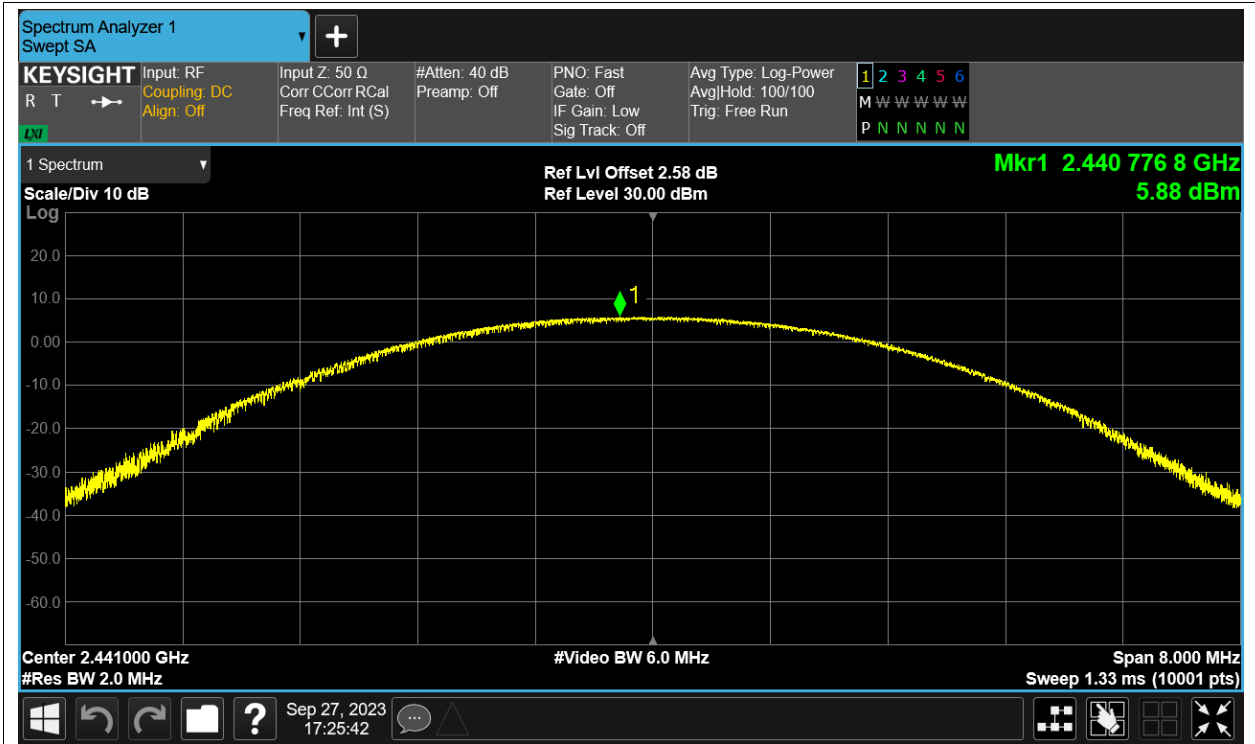 Spectrum Analyzer 1
Swept SA
KEYSIGHT
R T
LXI
Input: RF
Coupling: DC
Align: Off
Input Z: 50 Ω
Corr CCorr RCal
Freq Ref: Int (S)
#Atten: 40 dB
Preamp: Off
PNO: Fast
Gate: Off
IF Gain: Low
Sig Track: Off
Avg Type: Log-Power
Avg|Hold: 100/100
Trig: Free Run
1 2 3 4 5 6
M W W W W W
P N N N N N
1 Spectrum
Scale/Div 10 dB
Log
Ref Lvl Offset 2.58 dB
Ref Level 30.00 dBm
Mkr1 2.440 776 8 GHz
5.88 dBm
20.0
10.0
1
0.00
-10.0
-20.0
-30.0
-40.0
-50.0
-60.0
Center 2.441000 GHz
#Video BW 6.0 MHz
Span 8.000 MHz
#Res BW 2.0 MHz
Sweep 1.33 ms (10001 pts)
?
Sep 27, 2023
17:25:42